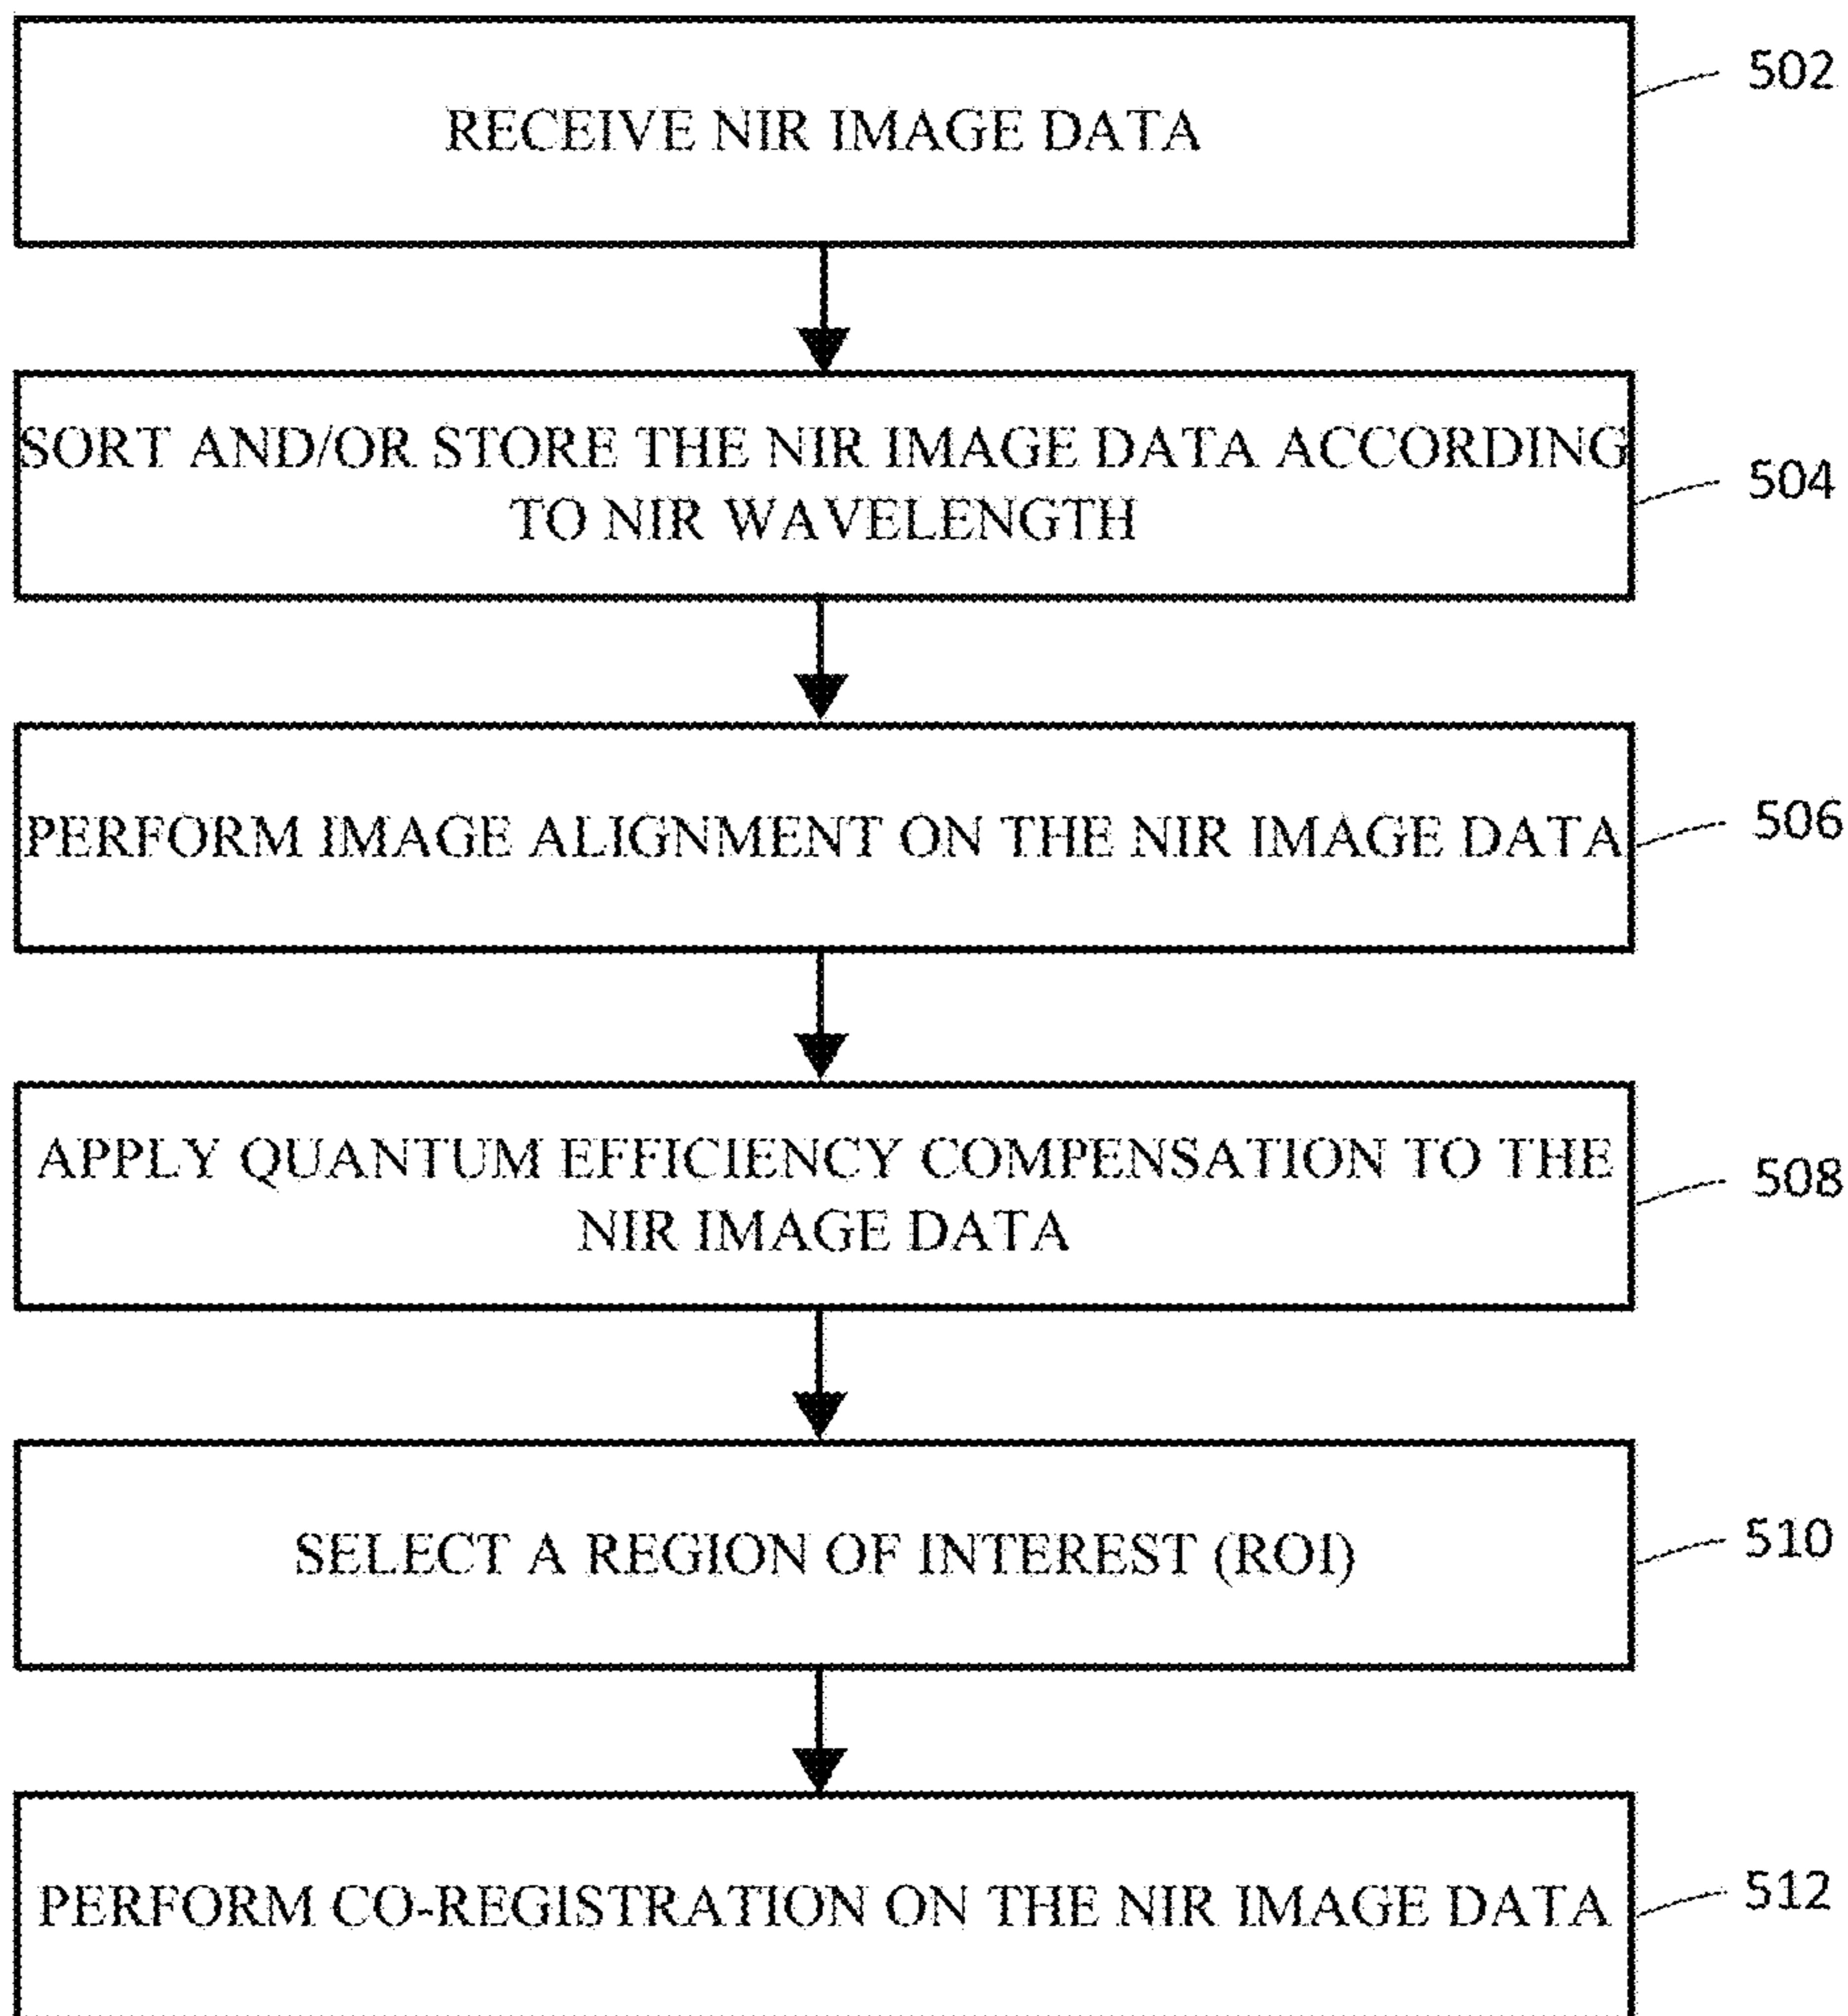 RECEIVE NIR IMAGE DATA
502
SORT AND/OR STORE THE NIR IMAGE DATA ACCORDING
TO NIR WAVELENGTH
504
PERFORM IMAGE ALIGNMENT ON THE NIR IMAGE DATA
506
APPLY QUANTUM EFFICIENCY COMPENSATION TO THE
NIR IMAGE DATA
508
SELECT A REGION OF INTEREST (ROI)
510
PERFORM CO-REGISTRATION ON THE NIR IMAGE DATA
512